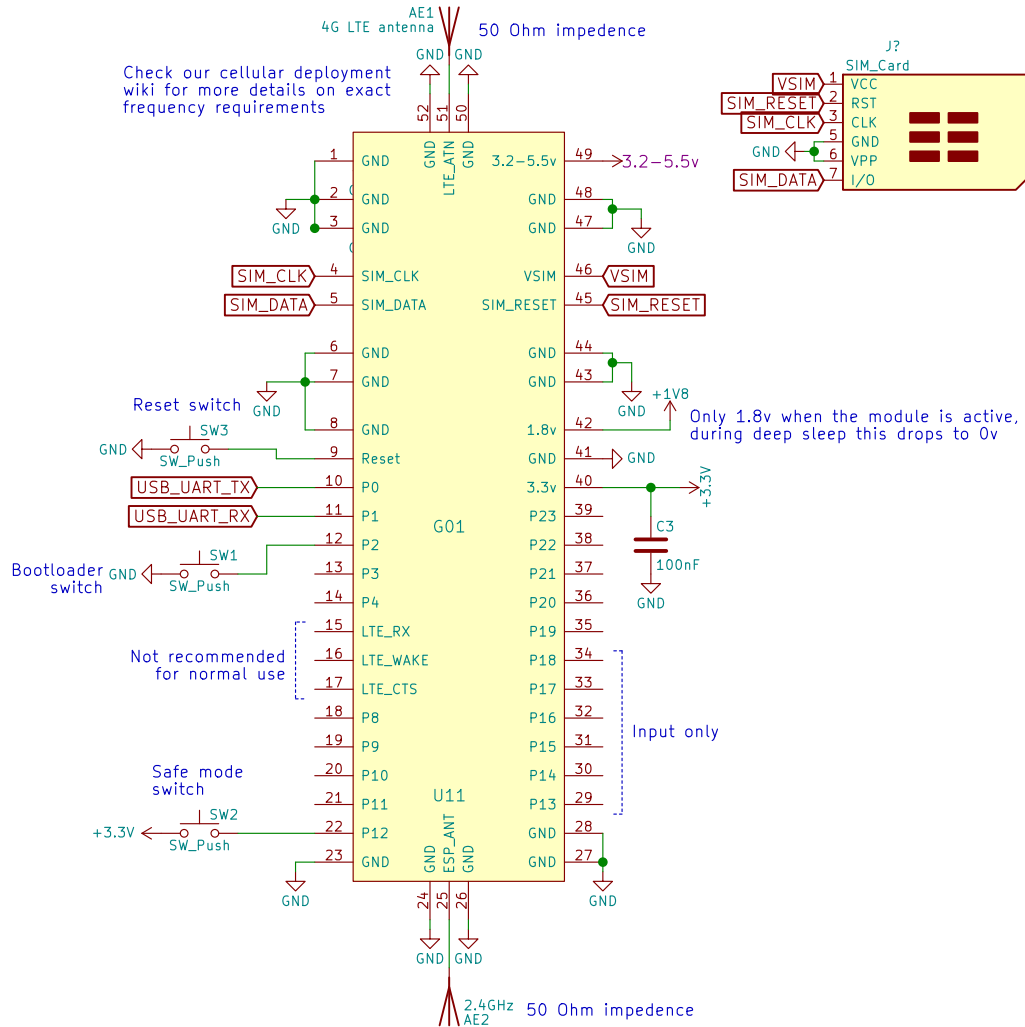 AE1
4G LTE antenna
50 Ohm impedence
GND GND
Check our cellular deployment
wiki for more details on exact
frequency requirements
52 51 50
GND LTE_ATN GND
J?
SIM_Card
VSIM 1 VCC
SIM_RESET 2 RST
SIM_CLK 3 CLK
GND 5 GND
6 VPP
SIM_DATA 7 I/O
1 GND
2 GND
GND
3 GND
SIM_CLK 4 SIM_CLK
SIM_DATA 5 SIM_DATA
6 GND
7 GND
GND
8 GND
Reset switch
GND SW3
SW_Push
9 Reset
USB_UART_TX 10 P0
USB_UART_RX 11 P1
12 P2
Bootloader
switch
GND SW1
SW_Push
13 P3
14 P4
15 LTE_RX
16 LTE_WAKE
17 LTE_CTS
Not recommended
for normal use
18 P8
19 P9
20 P10
21 P11
Safe mode
switch
+3.3V SW2
SW_Push
22 P12
23 GND
GND
G01
U11
3.2-5.5v 49 3.2-5.5v
GND 48
GND 47
GND
VSIM 46 VSIM
SIM_RESET 45 SIM_RESET
GND 44
GND 43
GND
+1V8
1.8v 42
Only 1.8v when the module is active,
during deep sleep this drops to 0v
GND 41 GND
3.3v 40 +3.3V
C3
100nF
GND
P23 39
P22 38
P21 37
P20 36
P19 35
P18 34
P17 33
P16 32
P15 31
P14 30
P13 29
Input only
GND 28
GND 27
GND
GND ESP_ANT GND
24 25 26
GND GND
2.4GHz
AE2
50 Ohm impedence